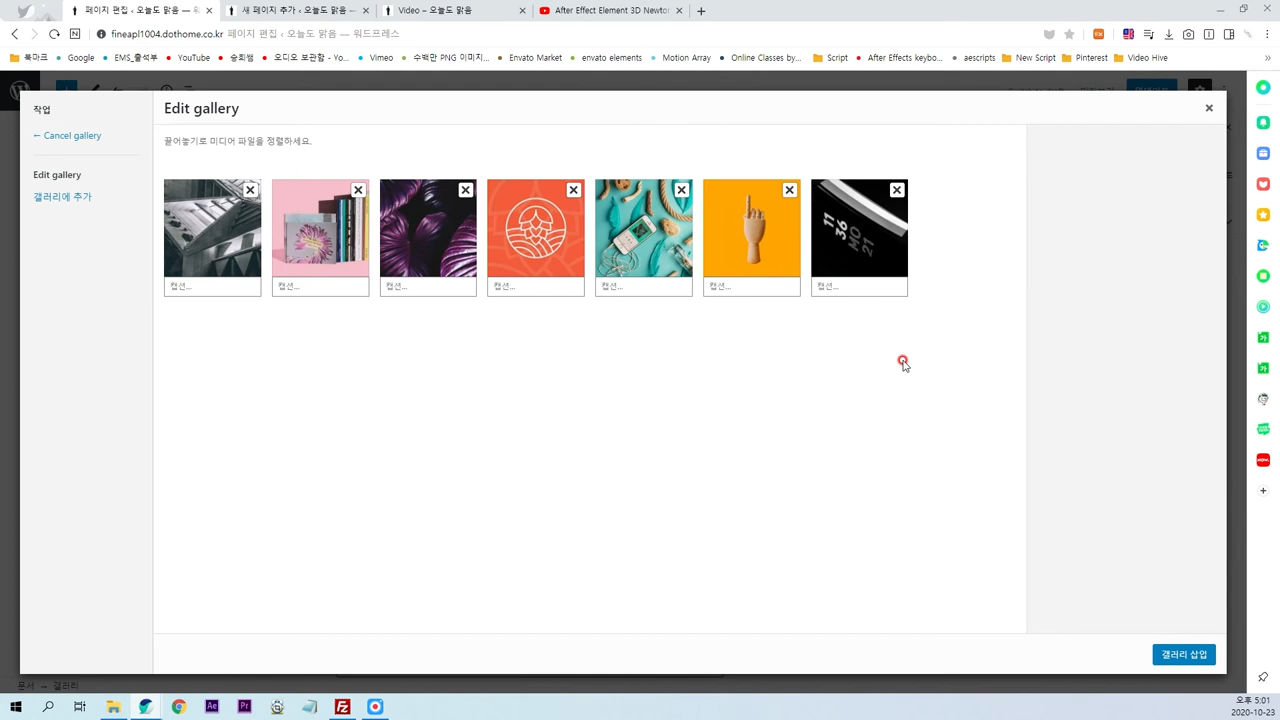 페이지 편집 ‹ 오늘도 맑음 — 워
새 페이지 추가 ‹ 오늘도 맑음 —
Video – 오늘도 맑음
After Effect Element 3D Newton
fineapl1004.dothome.co.kr 페이지 편집 ‹ 오늘도 맑음 — 워드프레스
북마크 Google EMS_출석부 YouTube 승희쌤 오디오 보관함 - Yo... Vimeo 수백만 PNG 이미지... Envato Market envato elements Motion Array Online Classes by... Script After Effects keybo... aescripts New Script Pinterest Video Hive
작업
← Cancel gallery
Edit gallery
갤러리에 추가
Edit gallery
끌어놓기로 미디어 파일을 정렬하세요.
11
36
MO
21
캡션... 캡션... 캡션... 캡션... 캡션... 캡션... 캡션...
갤러리 삽입
문서 → 갤러리
Ae Pr Fz
오후 5:01
2020-10-23